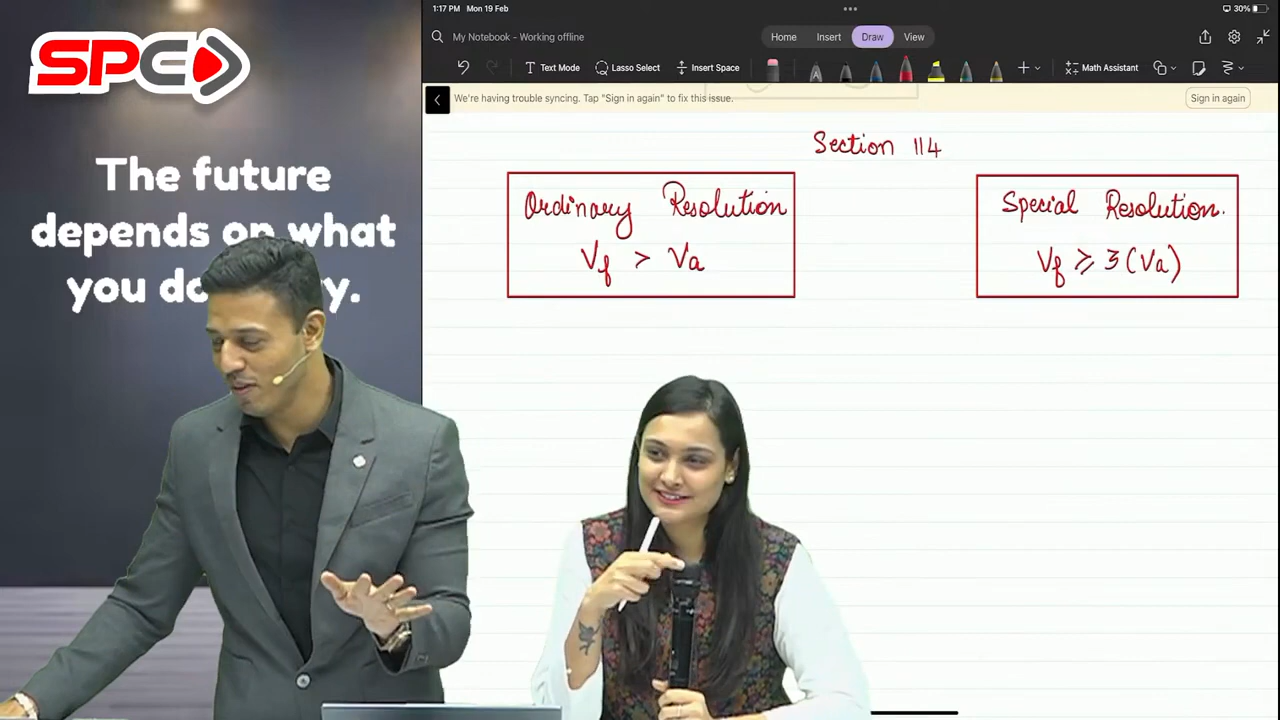 1:17 PM Mon 19 Feb
30%
SPE
My Notebook - Working offline
Home Insert Draw View
Text Mode Lasso Select Insert Space Math Assistant
We're having trouble syncing. Tap "Sign in again" to fix this issue. Sign in again
The future
depends on what
you do y.
Section 114
Ordinary Resolution
Vf > Va
Special Resolution.
Vf ⩾ 3(Va)